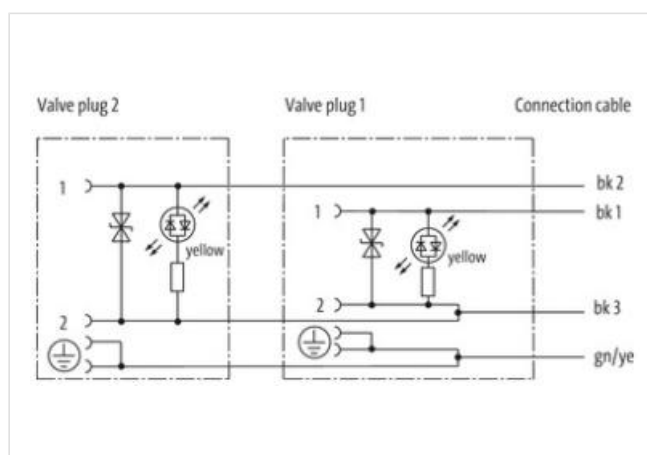 Valve plug 2 Valve plug 1 Connection cable
1 bk 2
1 bk 1
yellow yellow
2 bk 3
2
gn/ye